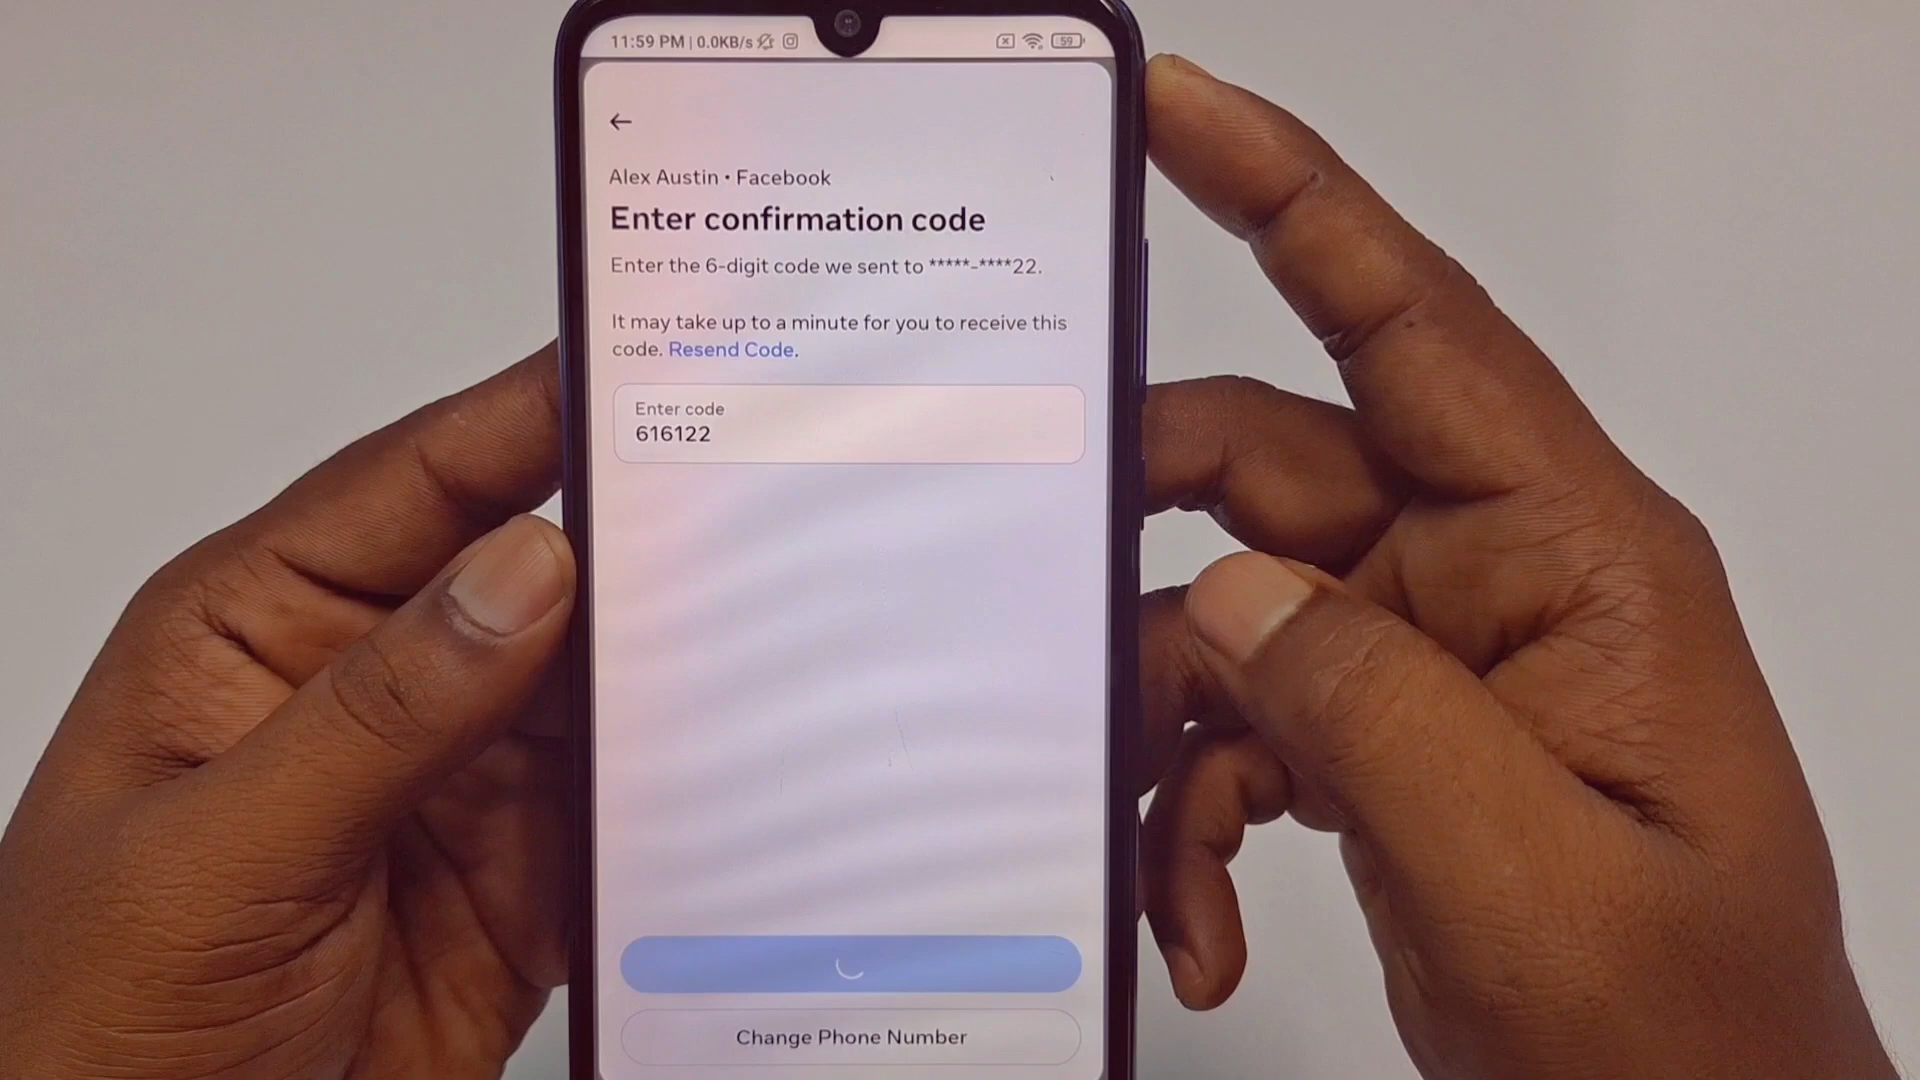 11:59 PM | 0.0KB/s
59
Alex Austin • Facebook
Enter confirmation code
Enter the 6-digit code we sent to *****-****22.
It may take up to a minute for you to receive this
code. Resend Code.
Enter code
616122
Change Phone Number